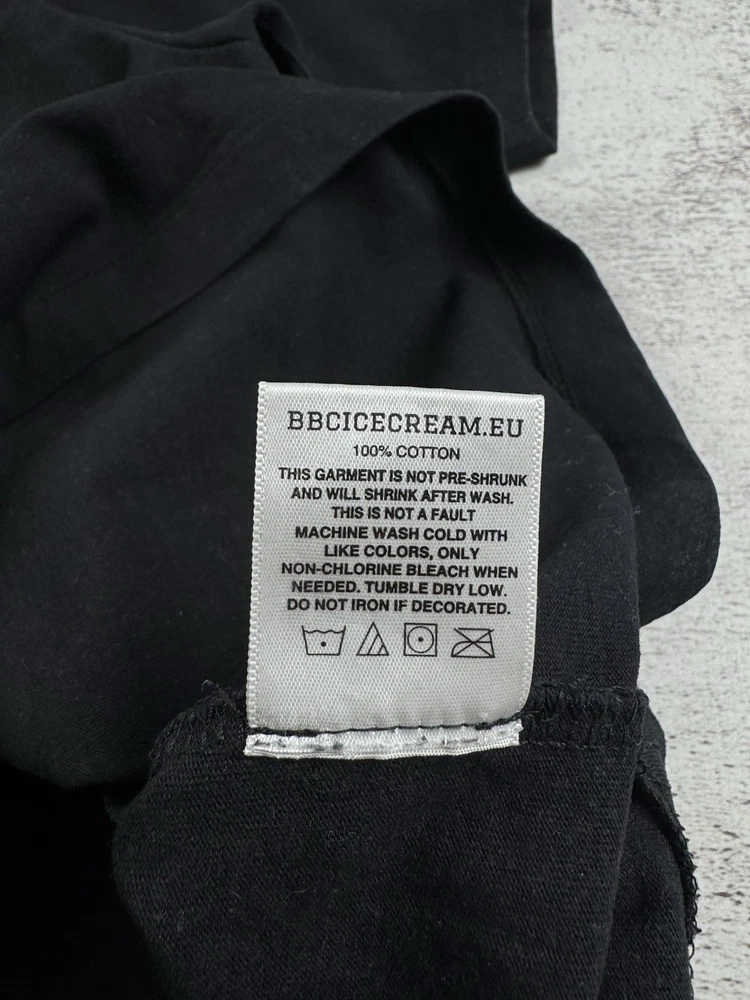 BBCICECREAM.EU
100% COTTON
THIS GARMENT IS NOT PRE-SHRUNK
AND WILL SHRINK AFTER WASH.
THIS IS NOT A FAULT
MACHINE WASH COLD WITH
LIKE COLORS, ONLY
NON-CHLORINE BLEACH WHEN
NEEDED. TUMBLE DRY LOW.
DO NOT IRON IF DECORATED.